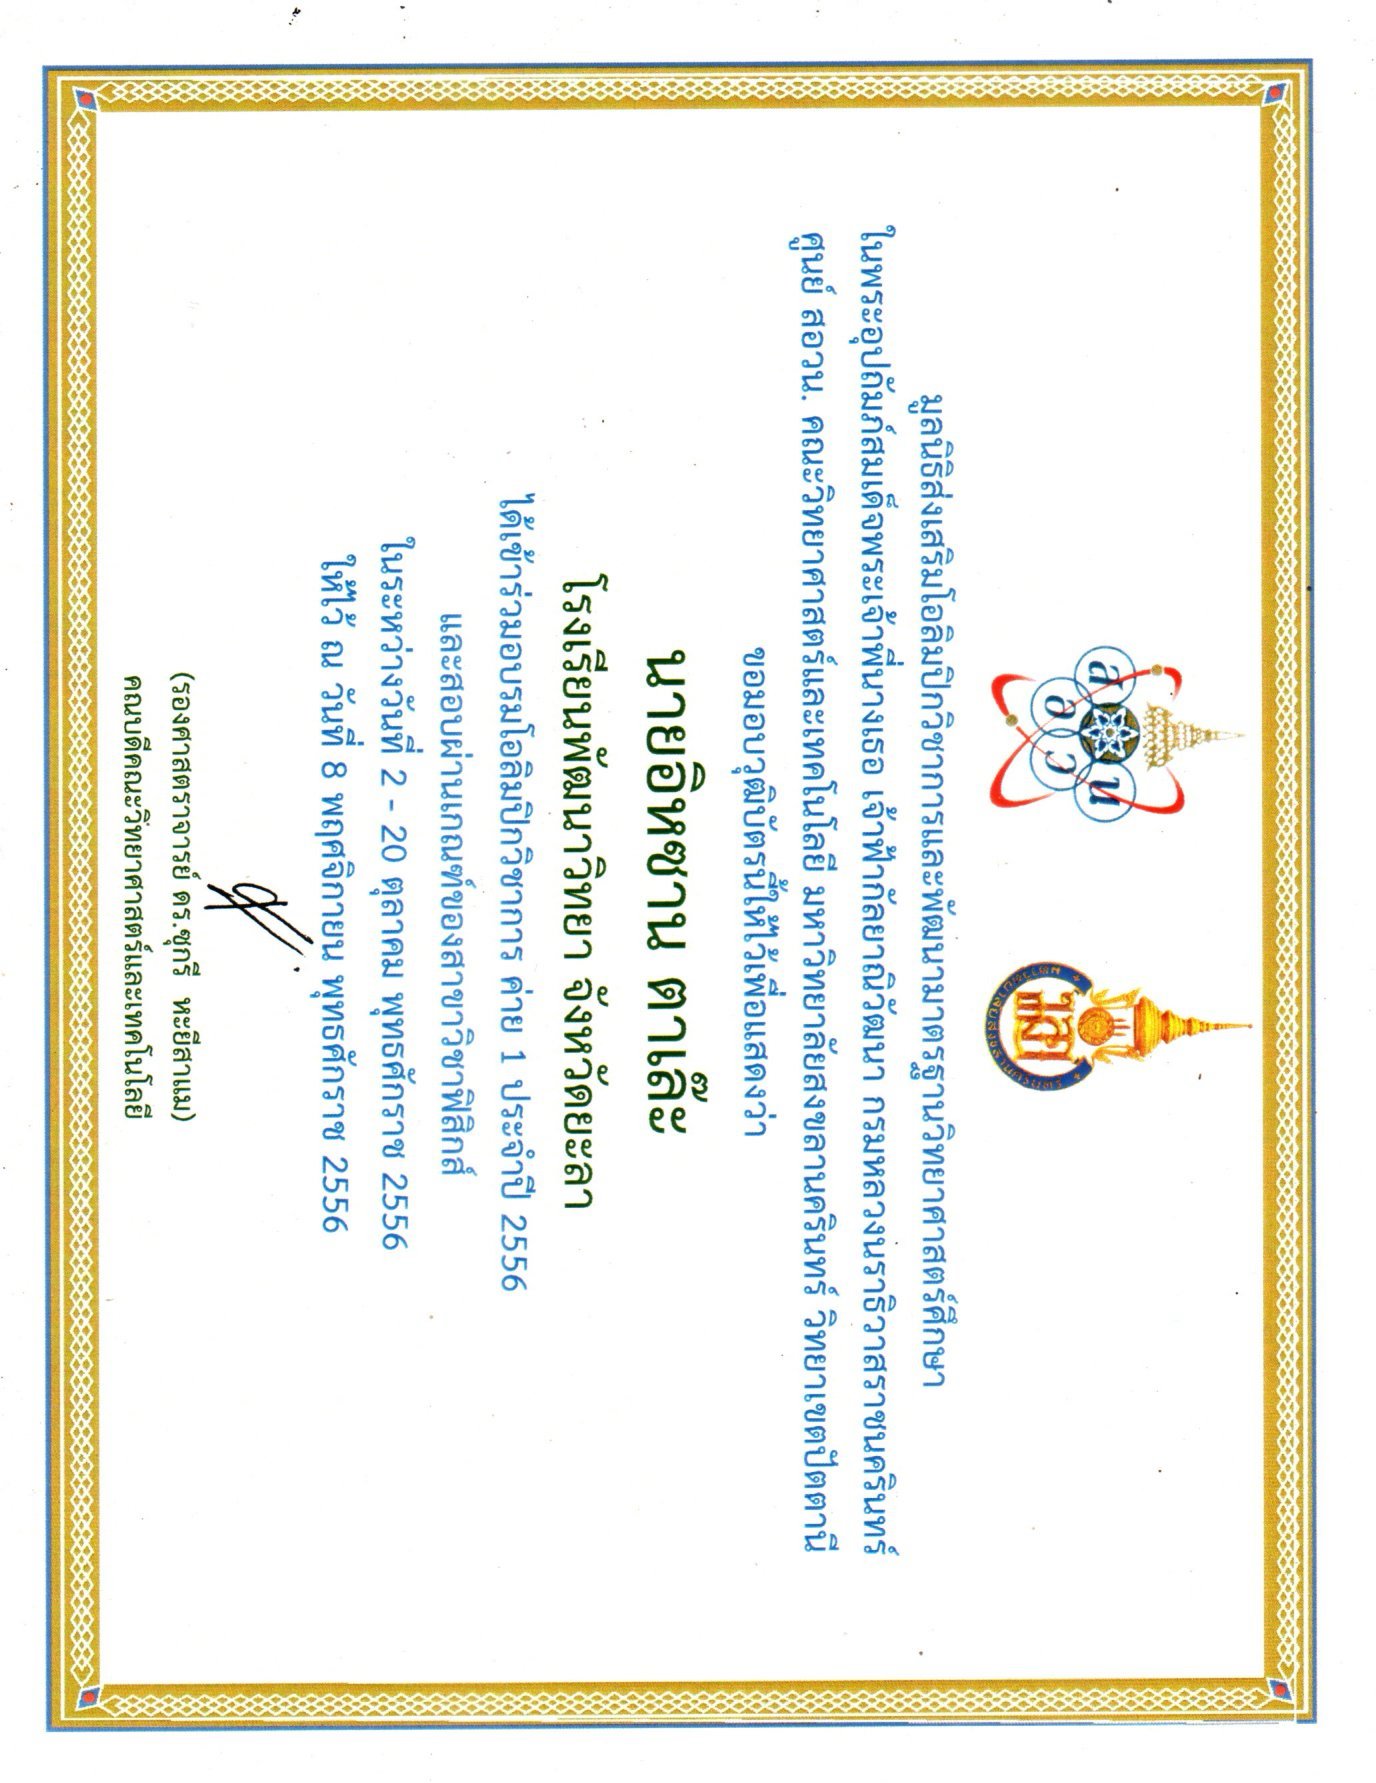 ส อ ว น
มหาวิทยาลัยสงขลานครินทร์
มูลนิธิส่งเสริมโอลิมปิกวิชาการและพัฒนามาตรฐานวิทยาศาสตร์ศึกษา
ในพระอุปถัมภ์สมเด็จพระเจ้าพี่นางเธอ เจ้าฟ้ากัลยาณิวัฒนา กรมหลวงนราธิวาสราชนครินทร์
ศูนย์ สอวน. คณะวิทยาศาสตร์และเทคโนโลยี มหาวิทยาลัยสงขลานครินทร์ วิทยาเขตปัตตานี
ขอมอบวุฒิบัตรนี้ให้ไว้เพื่อแสดงว่า
นายอิหซาน ตาเล๊ะ
โรงเรียนพัฒนาวิทยา จังหวัดยะลา
ได้เข้าร่วมอบรมโอลิมปิกวิชาการ ค่าย 1 ประจำปี 2556
และสอบผ่านเกณฑ์ของสาขาวิชาฟิสิกส์
ในระหว่างวันที่ 2 - 20 ตุลาคม พุทธศักราช 2556
ให้ไว้ ณ วันที่ 8 พฤศจิกายน พุทธศักราช 2556
(รองศาสตราจารย์ ดร.ซุกรี หะยีสาแม)
คณบดีคณะวิทยาศาสตร์และเทคโนโลยี